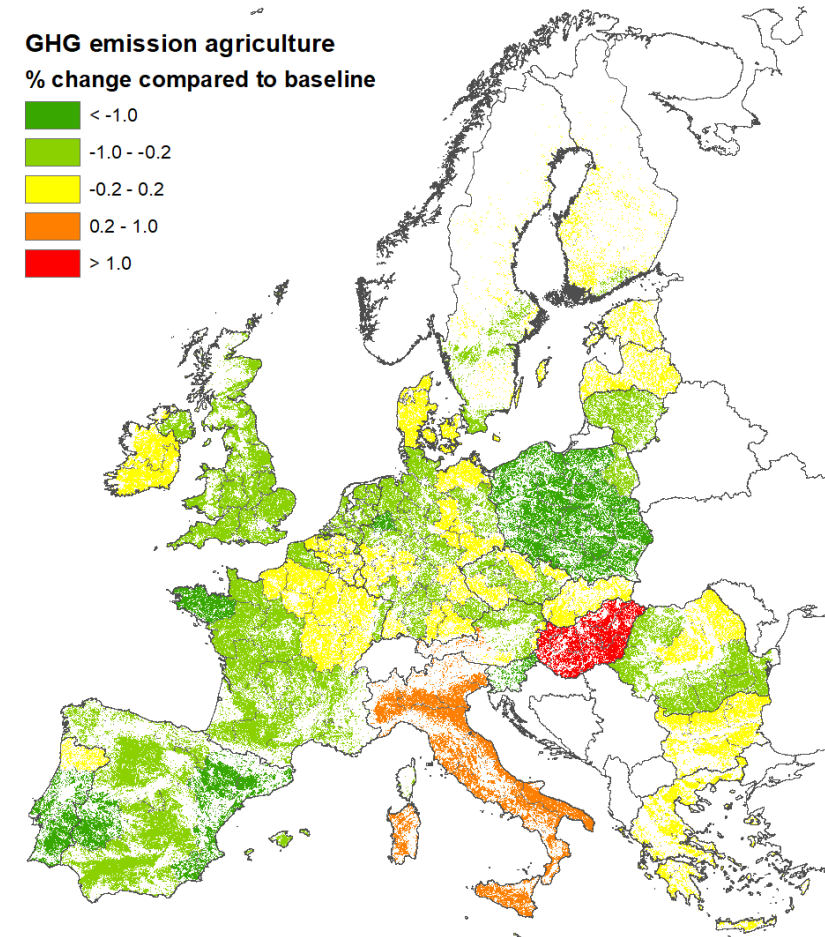 GHG emission agriculture
% change compared to baseline
< -1.0
-1.0 - -0.2
-0.2 - 0.2
0.2 - 1.0
> 1.0